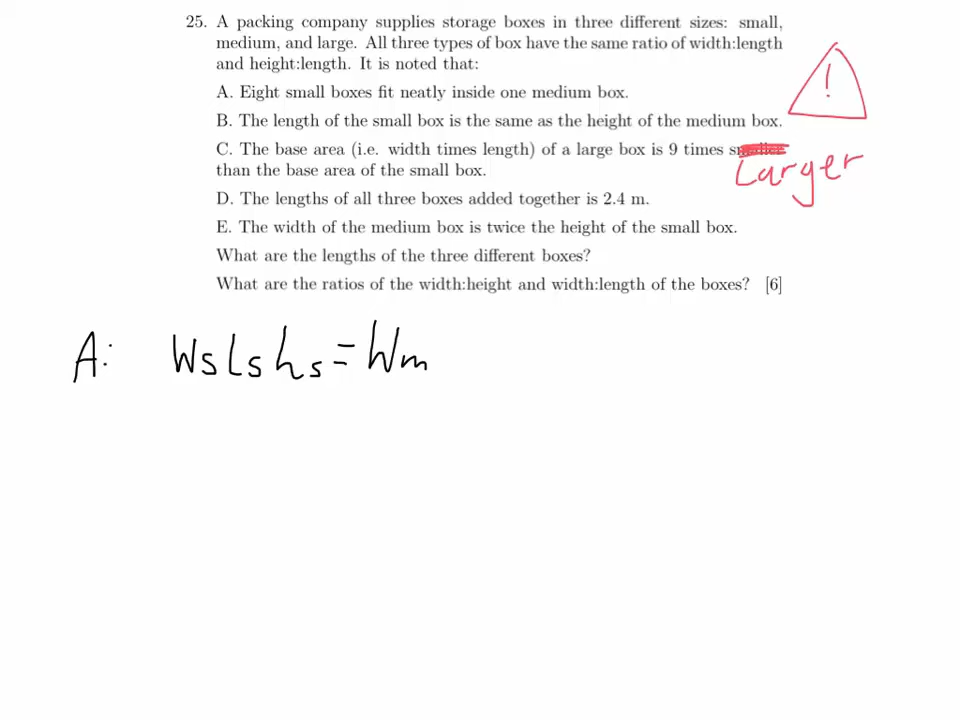 25. A packing company supplies storage boxes in three different sizes: small,
medium, and large. All three types of box have the same ratio of width:length
and height:length. It is noted that:
A. Eight small boxes fit neatly inside one medium box.
B. The length of the small box is the same as the height of the medium box.
C. The base area (i.e. width times length) of a large box is 9 times smaller
!
Larger
than the base area of the small box.
D. The lengths of all three boxes added together is 2.4 m.
E. The width of the medium box is twice the height of the small box.
What are the lengths of the three different boxes?
What are the ratios of the width:height and width:length of the boxes? [6]
A: Ws Ls hs = Wm